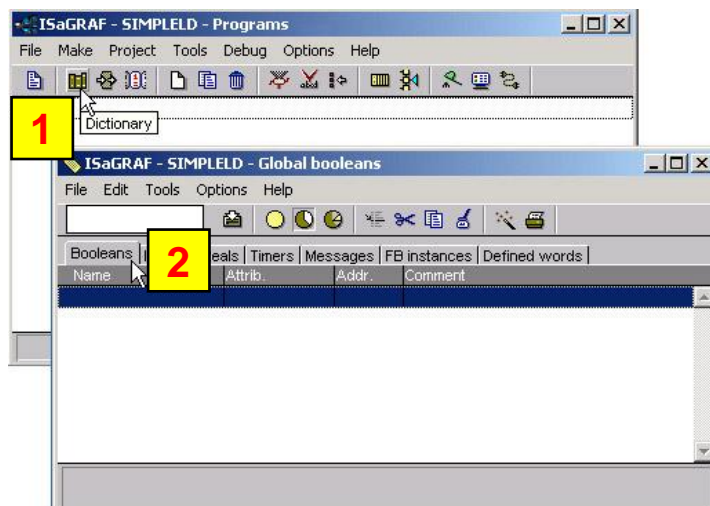 ISaGRAF - SIMPLELD - Programs
File Make Project Tools Debug Options Help
1
Dictionary
ISaGRAF - SIMPLELD - Global booleans
File Edit Tools Options Help
Booleans eals Timers Messages FB instances Defined words
2
Name Attrib. Addr. Comment